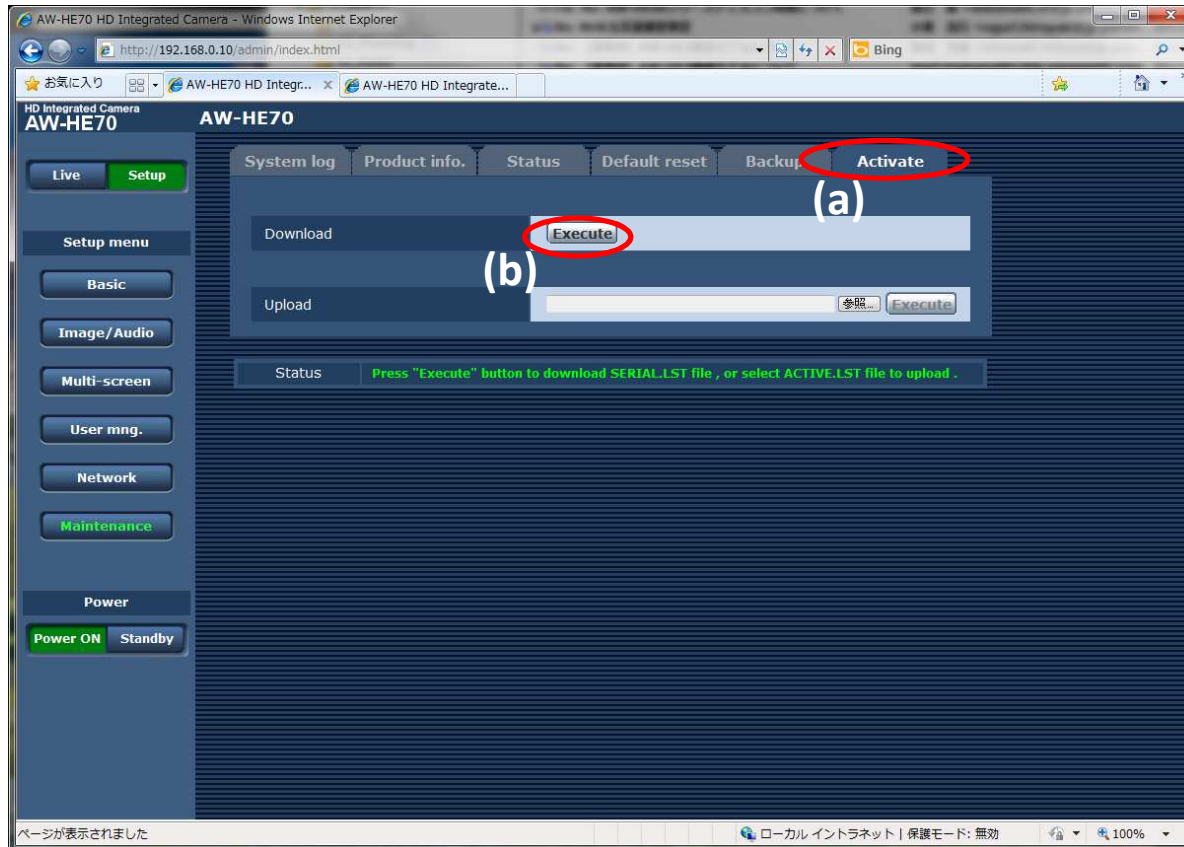 AW-HE70 HD Integrated Camera - Windows Internet Explorer
http://192.168.0.10/admin/index.html
Bing
お気に入り
AW-HE70 HD Integr...
AW-HE70 HD Integrate...
HD Integrated Camera
AW-HE70
AW-HE70
Live
Setup
System log
Product info.
Status
Default reset
Backup
Activate
(a)
Setup menu
Download
Execute
(b)
Basic
Upload
参照...
Execute
Image/Audio
Status
Press "Execute" button to download SERIAL.LST file , or select ACTIVE.LST file to upload .
Multi-screen
User mng.
Network
Maintenance
Power
Power ON
Standby
ページが表示されました
ローカル イントラネット | 保護モード: 無効
100%